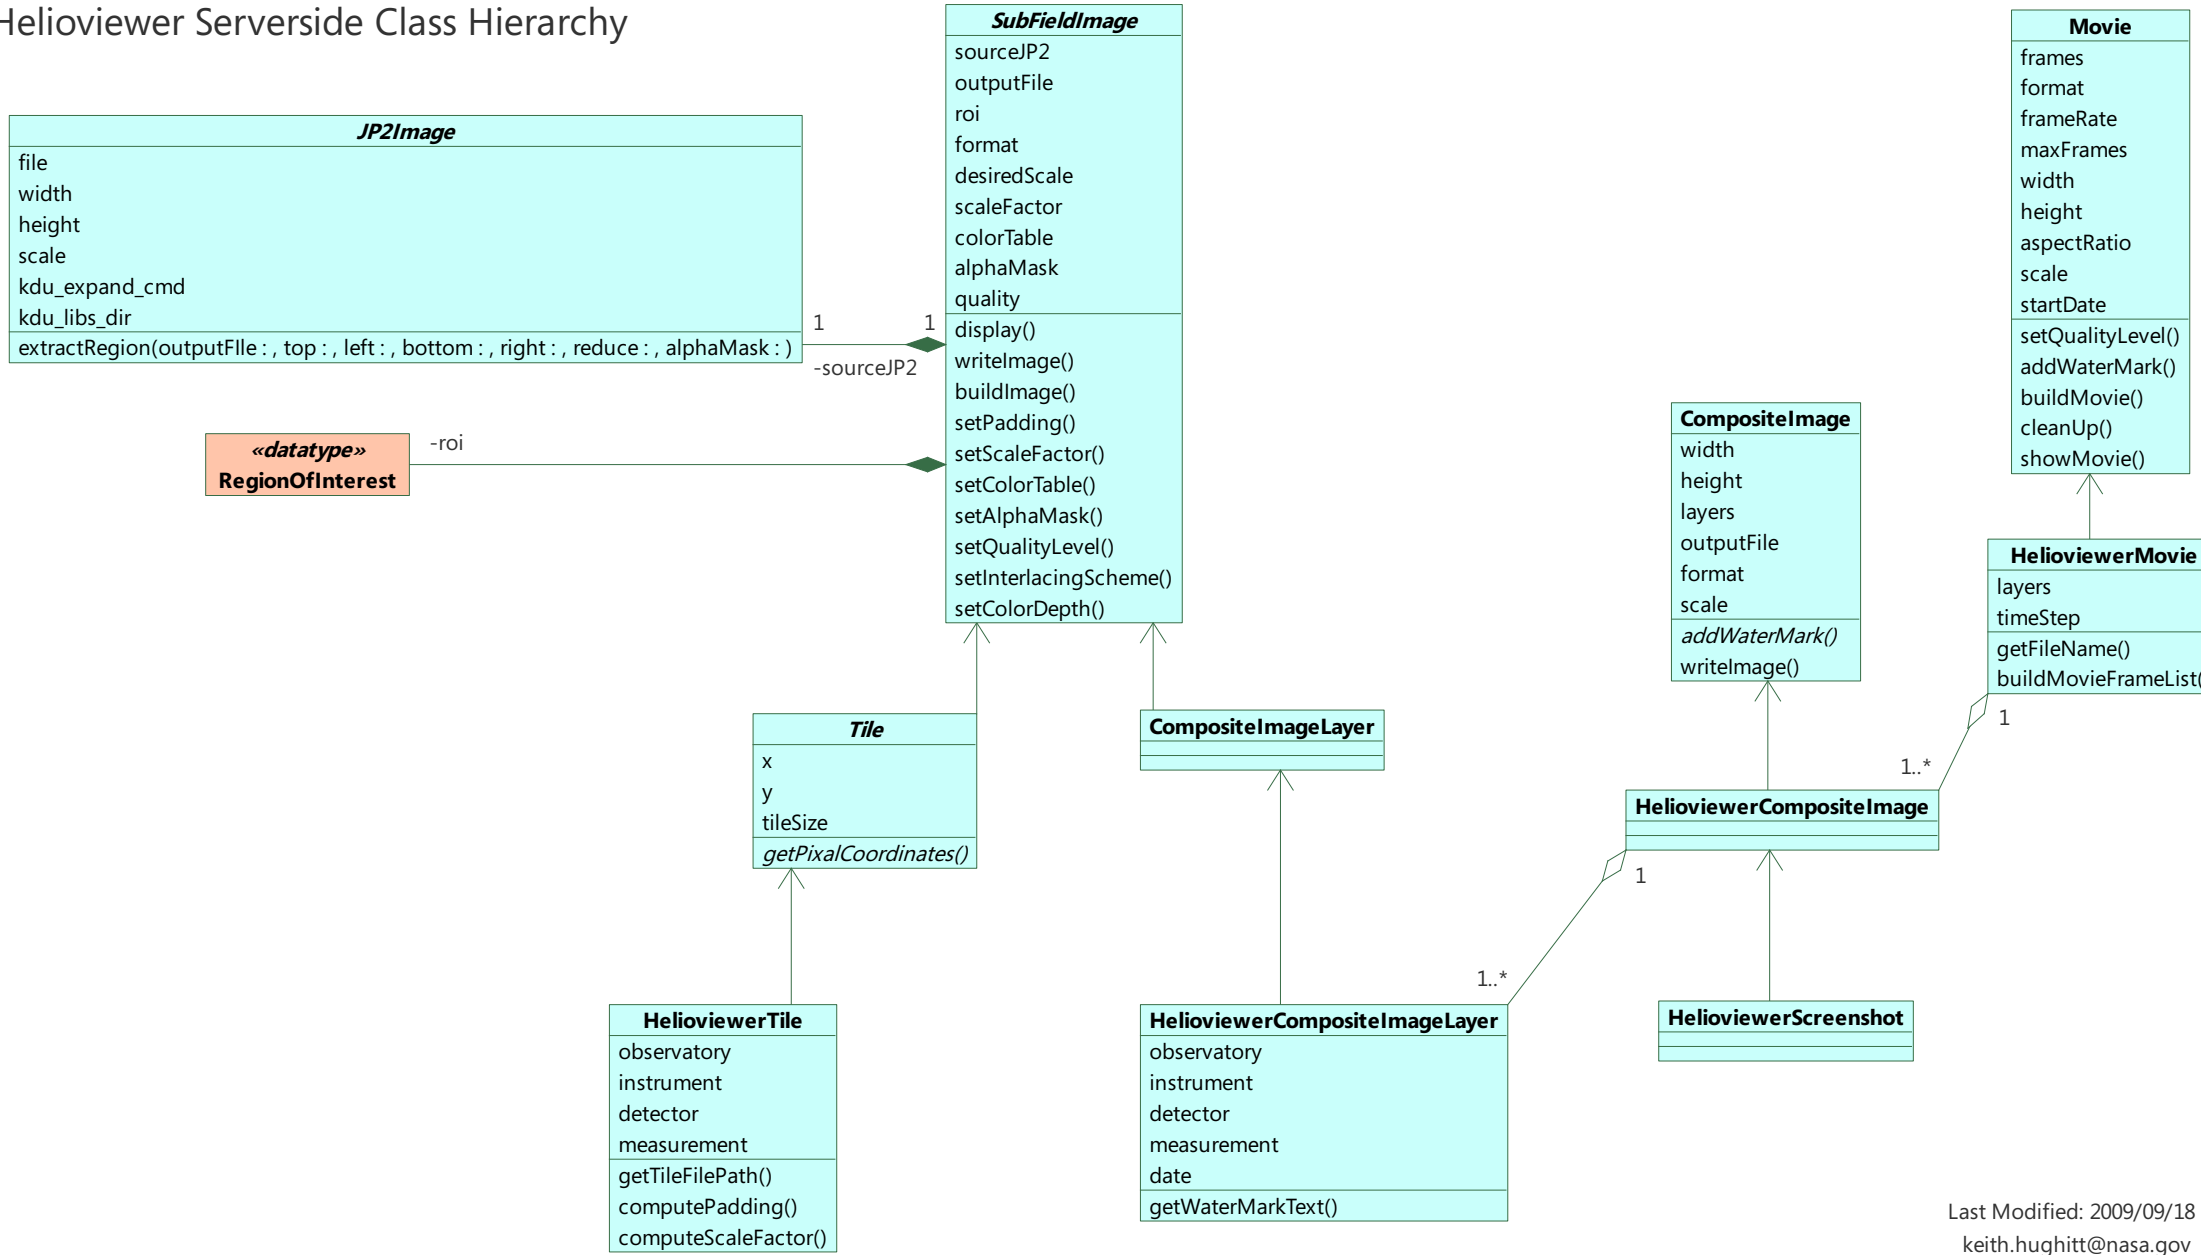 Helioviewer Serverside Class Hierarchy
JP2Image
file
width
height
scale
kdu_expand_cmd
kdu_libs_dir
extractRegion(outputFIle : , top : , left : , bottom : , right : , reduce : , alphaMask : )
1
1
-sourceJP2
«datatype»
RegionOfInterest
-roi
SubFieldImage
sourceJP2
outputFile
roi
format
desiredScale
scaleFactor
colorTable
alphaMask
quality
display()
writeImage()
buildImage()
setPadding()
setScaleFactor()
setColorTable()
setAlphaMask()
setQualityLevel()
setInterlacingScheme()
setColorDepth()
Tile
x
y
tileSize
getPixalCoordinates()
HelioviewerTile
observatory
instrument
detector
measurement
getTileFilePath()
computePadding()
computeScaleFactor()
CompositeImageLayer
HelioviewerCompositeImageLayer
observatory
instrument
detector
measurement
date
getWaterMarkText()
1..*
1
CompositeImage
width
height
layers
outputFile
format
scale
addWaterMark()
writeImage()
HelioviewerCompositeImage
HelioviewerScreenshot
1..*
1
Movie
frames
format
frameRate
maxFrames
width
height
aspectRatio
scale
startDate
setQualityLevel()
addWaterMark()
buildMovie()
cleanUp()
showMovie()
HelioviewerMovie
layers
timeStep
getFileName()
buildMovieFrameList(
Last Modified: 2009/09/18
keith.hughitt@nasa.gov